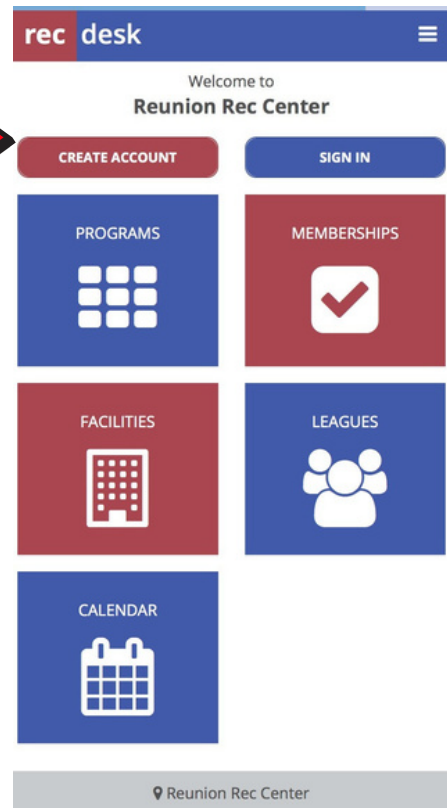 rec desk
Welcome to
Reunion Rec Center
CREATE ACCOUNT SIGN IN
PROGRAMS MEMBERSHIPS
FACILITIES LEAGUES
CALENDAR
Reunion Rec Center